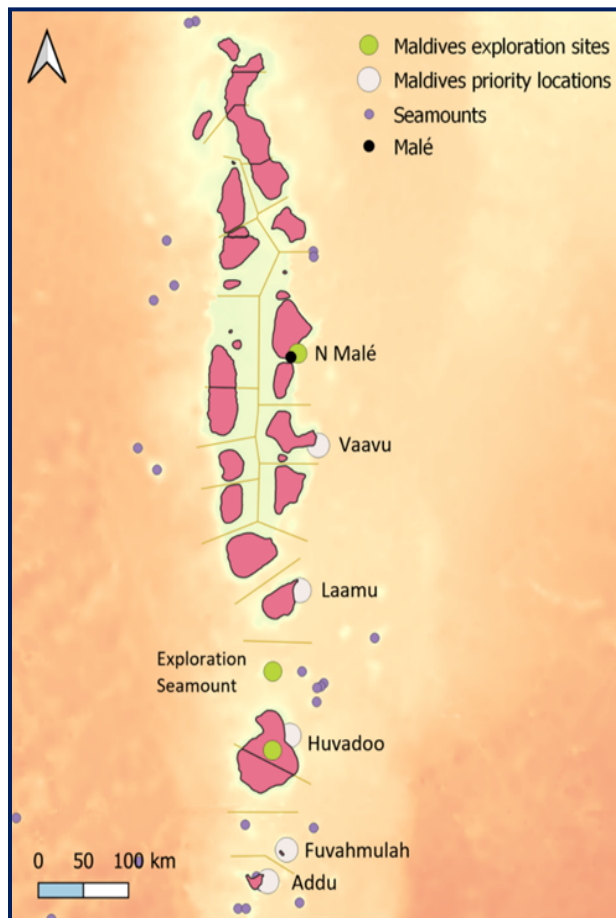 Maldives exploration sites
Maldives priority locations
Seamounts
Malé
N Malé
Vaavu
Laamu
Exploration
Seamount
Huvadoo
Fuvahmulah
Addu
0 50 100 km